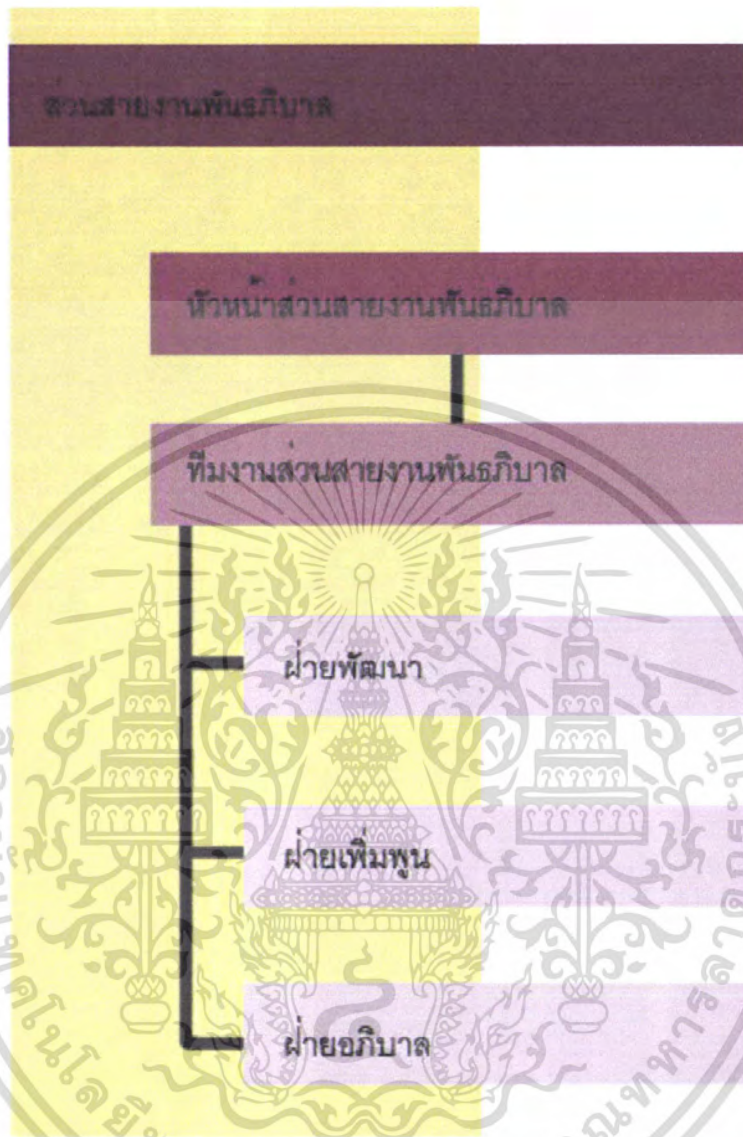 ส่วนสายงานพันธภิบาล
หัวหน้าส่วนสายงานพันธภิบาล
ทีมงานส่วนสายงานพันธภิบาล
ฝ่ายพัฒนา
ฝ่ายเพิ่มพูน
ฝ่ายอภิบาล